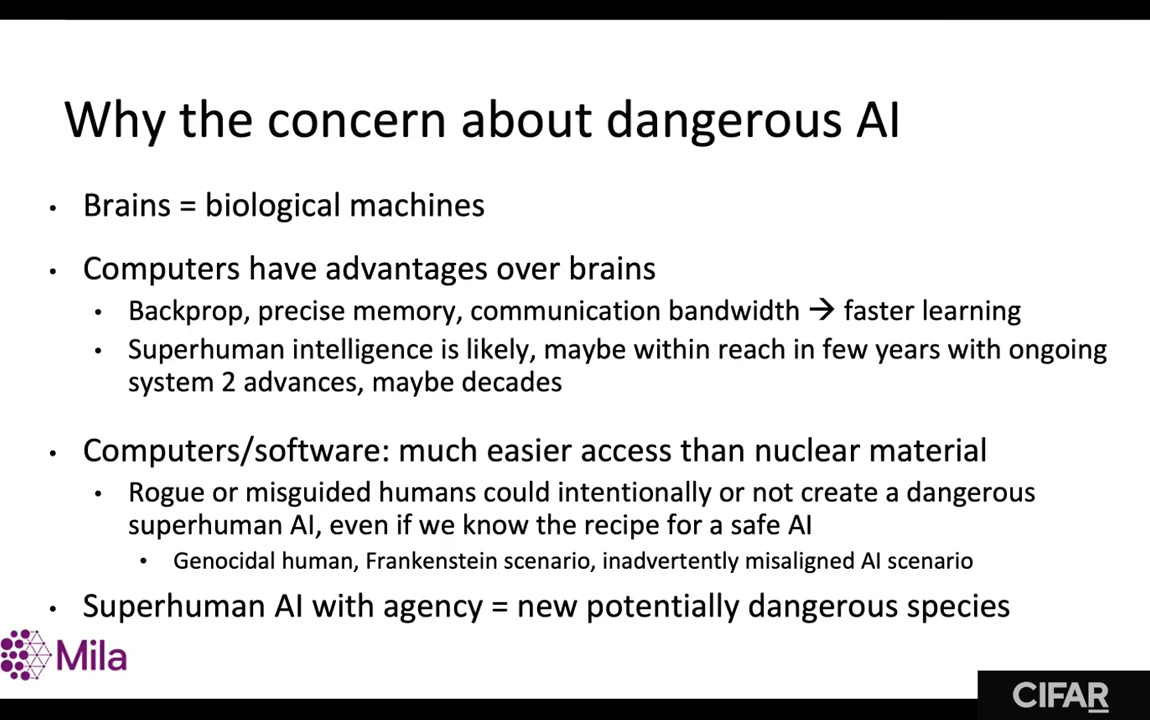 Why the concern about dangerous AI
• Brains = biological machines
• Computers have advantages over brains
• Backprop, precise memory, communication bandwidth → faster learning
• Superhuman intelligence is likely, maybe within reach in few years with ongoing
system 2 advances, maybe decades
• Computers/software: much easier access than nuclear material
• Rogue or misguided humans could intentionally or not create a dangerous
superhuman AI, even if we know the recipe for a safe AI
• Genocidal human, Frankenstein scenario, inadvertently misaligned AI scenario
• Superhuman AI with agency = new potentially dangerous species
Mila
CIFAR